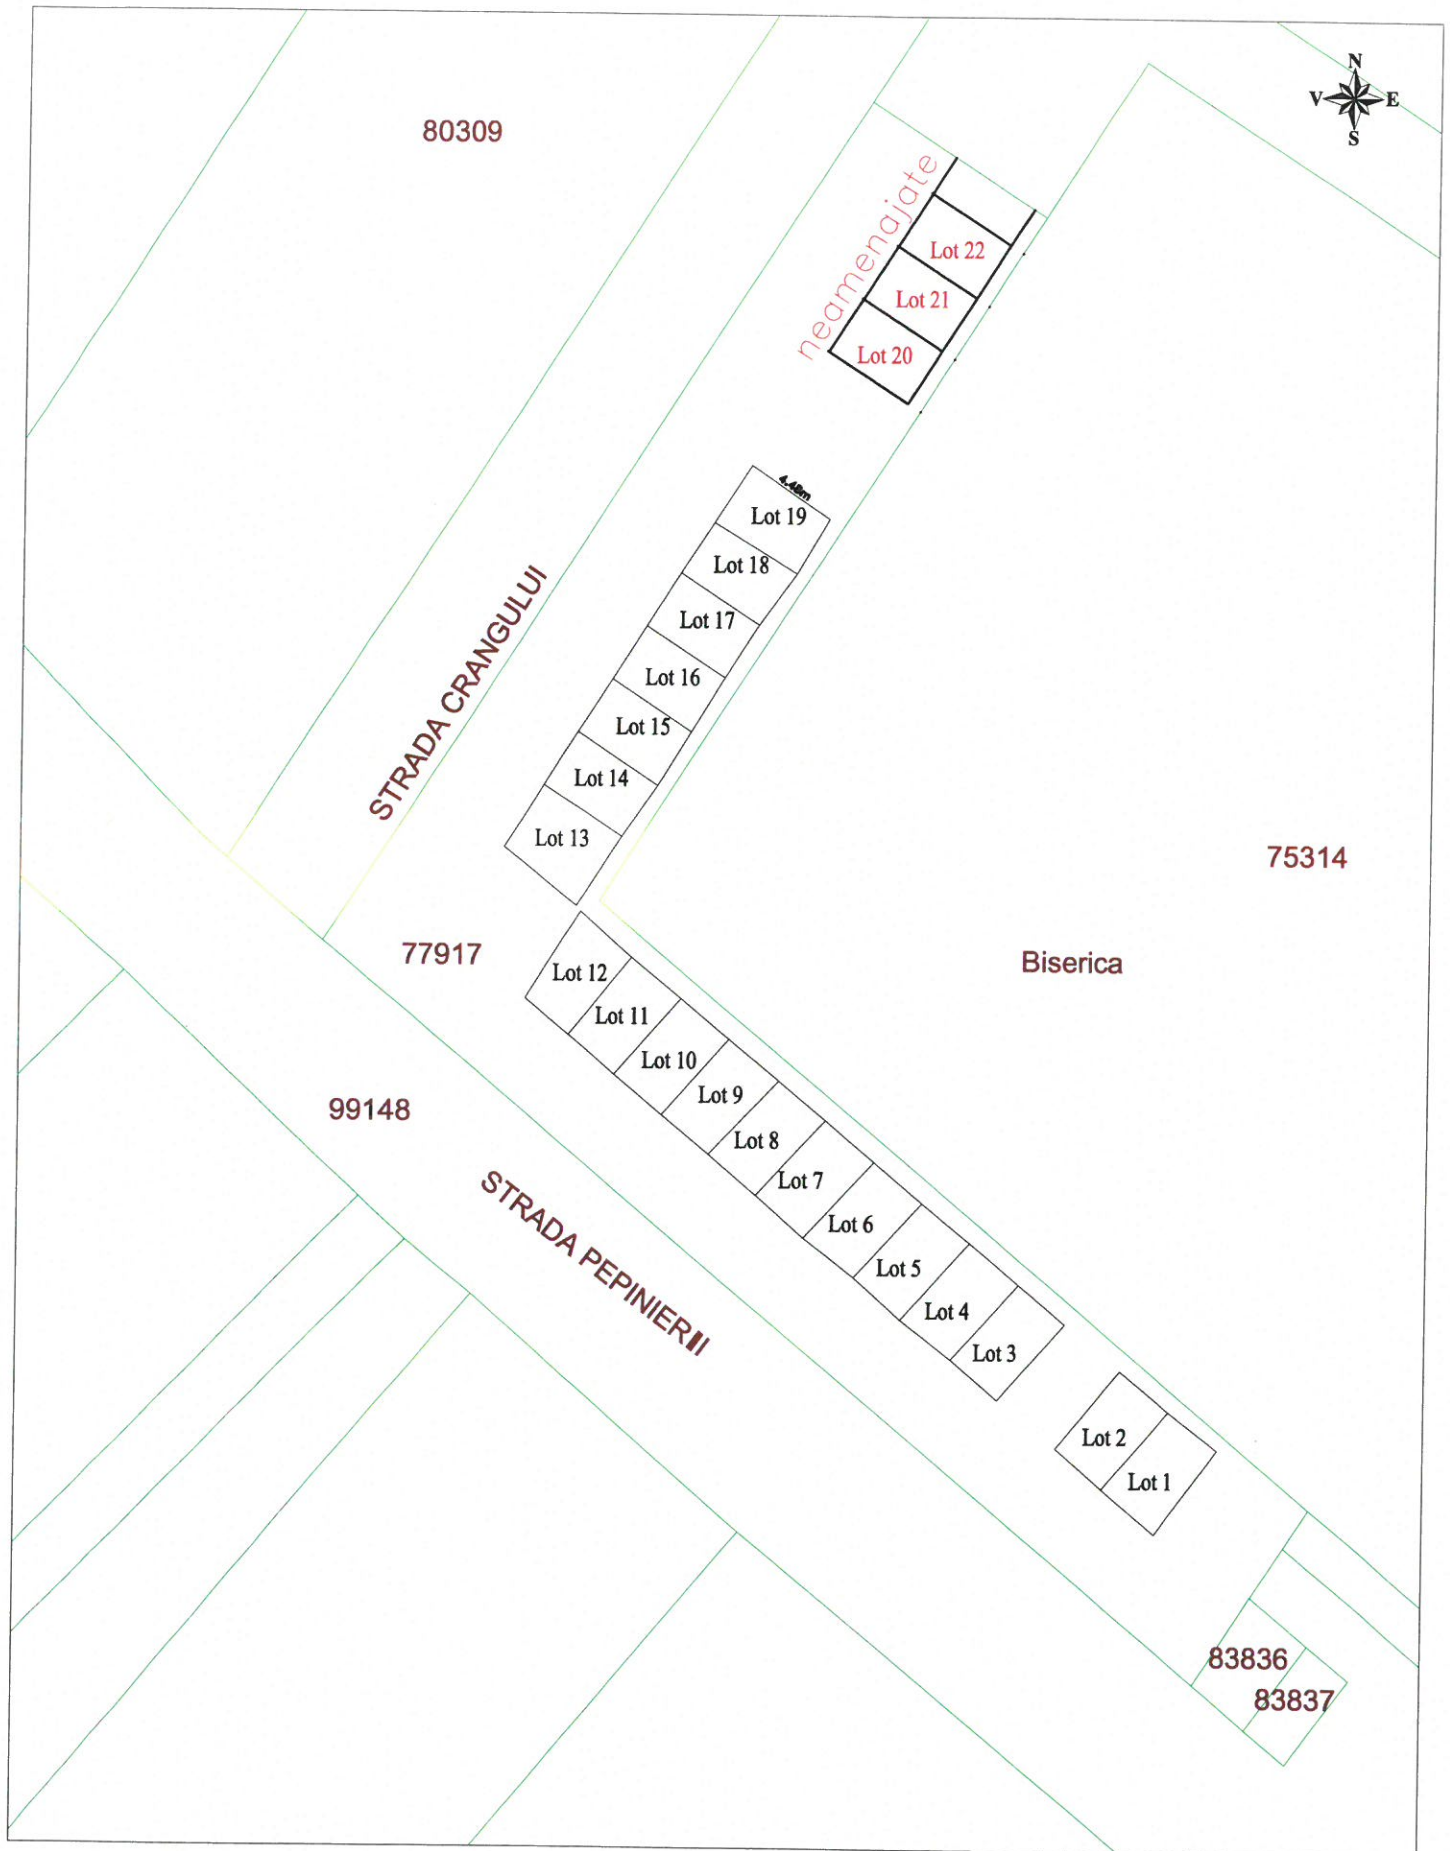 N
V E
S
80309
neamenajate
Lot 22
Lot 21
Lot 20
4.48m
Lot 19
Lot 18
Lot 17
Lot 16
Lot 15
Lot 14
Lot 13
STRADA CRANGULUI
75314
77917
Biserica
Lot 12
Lot 11
Lot 10
Lot 9
Lot 8
Lot 7
Lot 6
Lot 5
Lot 4
Lot 3
Lot 2
Lot 1
99148
STRADA PEPINIERII
83836
83837